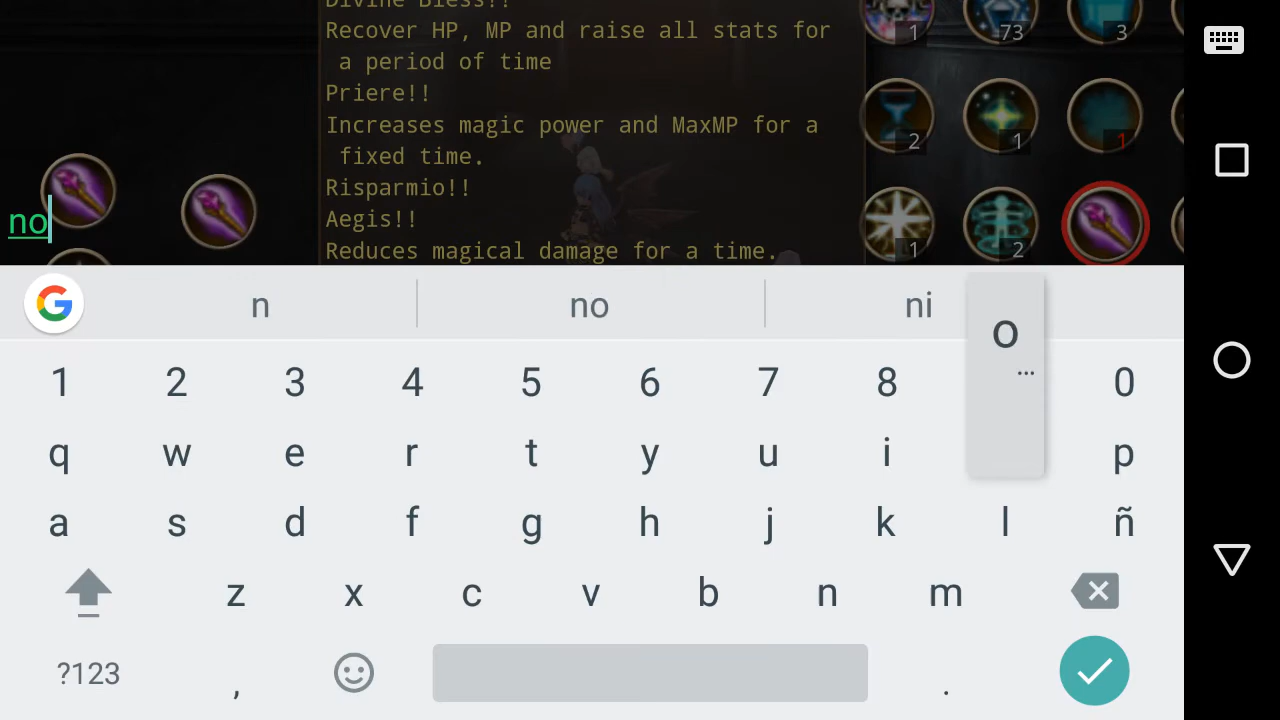 Divine Bless!!
Recover HP, MP and raise all stats for
a period of time
Priere!!
Increases magic power and MaxMP for a
fixed time.
Risparmio!!
Aegis!!
Reduces magical damage for a time.
1 73 3
2 1 1
1 2
no
n no ni
o
...
1 2 3 4 5 6 7 8 0
q w e r t y u i p
a s d f g h j k l ñ
z x c v b n m
?123 , .